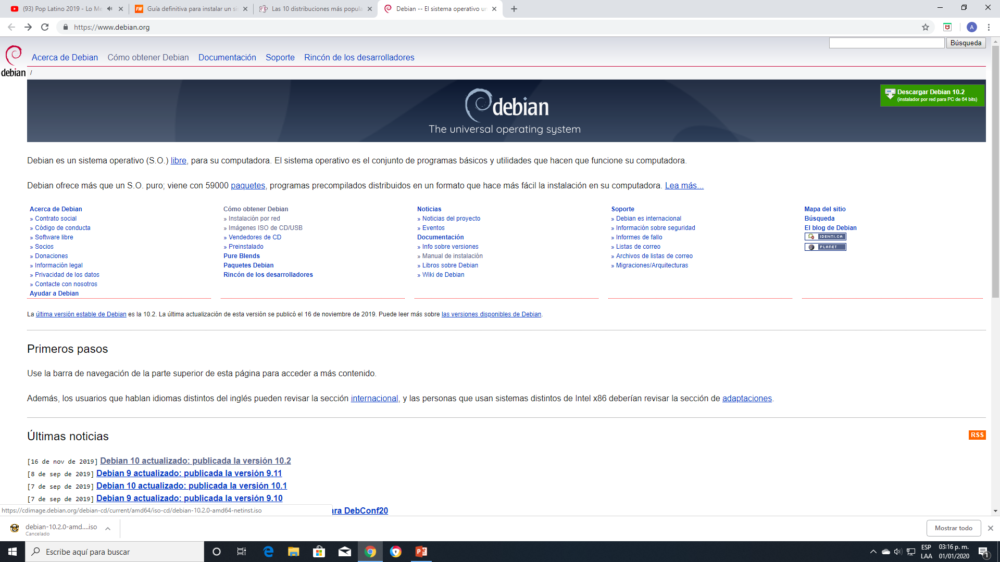 (93) Pop Latino 2019 - Lo Me
Guía definitiva para instalar un si
Las 10 distribuciones más popula
Debian -- El sistema operativo un
https://www.debian.org
A
Búsqueda
Acerca de Debian Cómo obtener Debian Documentación Soporte Rincón de los desarrolladores
debian /
debian
The universal operating system
Descargar Debian 10.2
(instalador por red para PC de 64 bits)
Debian es un sistema operativo (S.O.) libre, para su computadora. El sistema operativo es el conjunto de programas básicos y utilidades que hacen que funcione su computadora.
Debian ofrece más que un S.O. puro; viene con 59000 paquetes, programas precompilados distribuidos en un formato que hace más fácil la instalación en su computadora. Lea más...
Acerca de Debian
» Contrato social
» Código de conducta
» Software libre
» Socios
» Donaciones
» Información legal
» Privacidad de los datos
» Contacte con nosotros
Ayudar a Debian
Cómo obtener Debian
» Instalación por red
» Imágenes ISO de CD/USB
» Vendedores de CD
» Preinstalado
Pure Blends
Paquetes Debian
Rincón de los desarrolladores
Noticias
» Noticias del proyecto
» Eventos
Documentación
» Info sobre versiones
» Manual de instalación
» Libros sobre Debian
» Wiki de Debian
Soporte
» Debian es internacional
» Información sobre seguridad
» Informes de fallo
» Listas de correo
» Archivos de listas de correo
» Migraciones/Arquitecturas
Mapa del sitio
Búsqueda
El blog de Debian
IDENTI.CA
PLANET
La última versión estable de Debian es la 10.2. La última actualización de esta versión se publicó el 16 de noviembre de 2019. Puede leer más sobre las versiones disponibles de Debian.
Primeros pasos
Use la barra de navegación de la parte superior de esta página para acceder a más contenido.
Además, los usuarios que hablan idiomas distintos del inglés pueden revisar la sección internacional, y las personas que usan sistemas distintos de Intel x86 deberían revisar la sección de adaptaciones.
Últimas noticias
RSS
[16 de nov de 2019] Debian 10 actualizado: publicada la versión 10.2
[8 de sep de 2019] Debian 9 actualizado: publicada la versión 9.11
[7 de sep de 2019] Debian 10 actualizado: publicada la versión 10.1
[7 de sep de 2019] Debian 9 actualizado: publicada la versión 9.10
ara DebConf20
https://cdimage.debian.org/debian-cd/current/amd64/iso-cd/debian-10.2.0-amd64-netinst.iso
debian-10.2.0-amd....iso
Cancelado
Mostrar todo
Escribe aquí para buscar
ESP
LAA
03:16 p. m.
01/01/2020
1